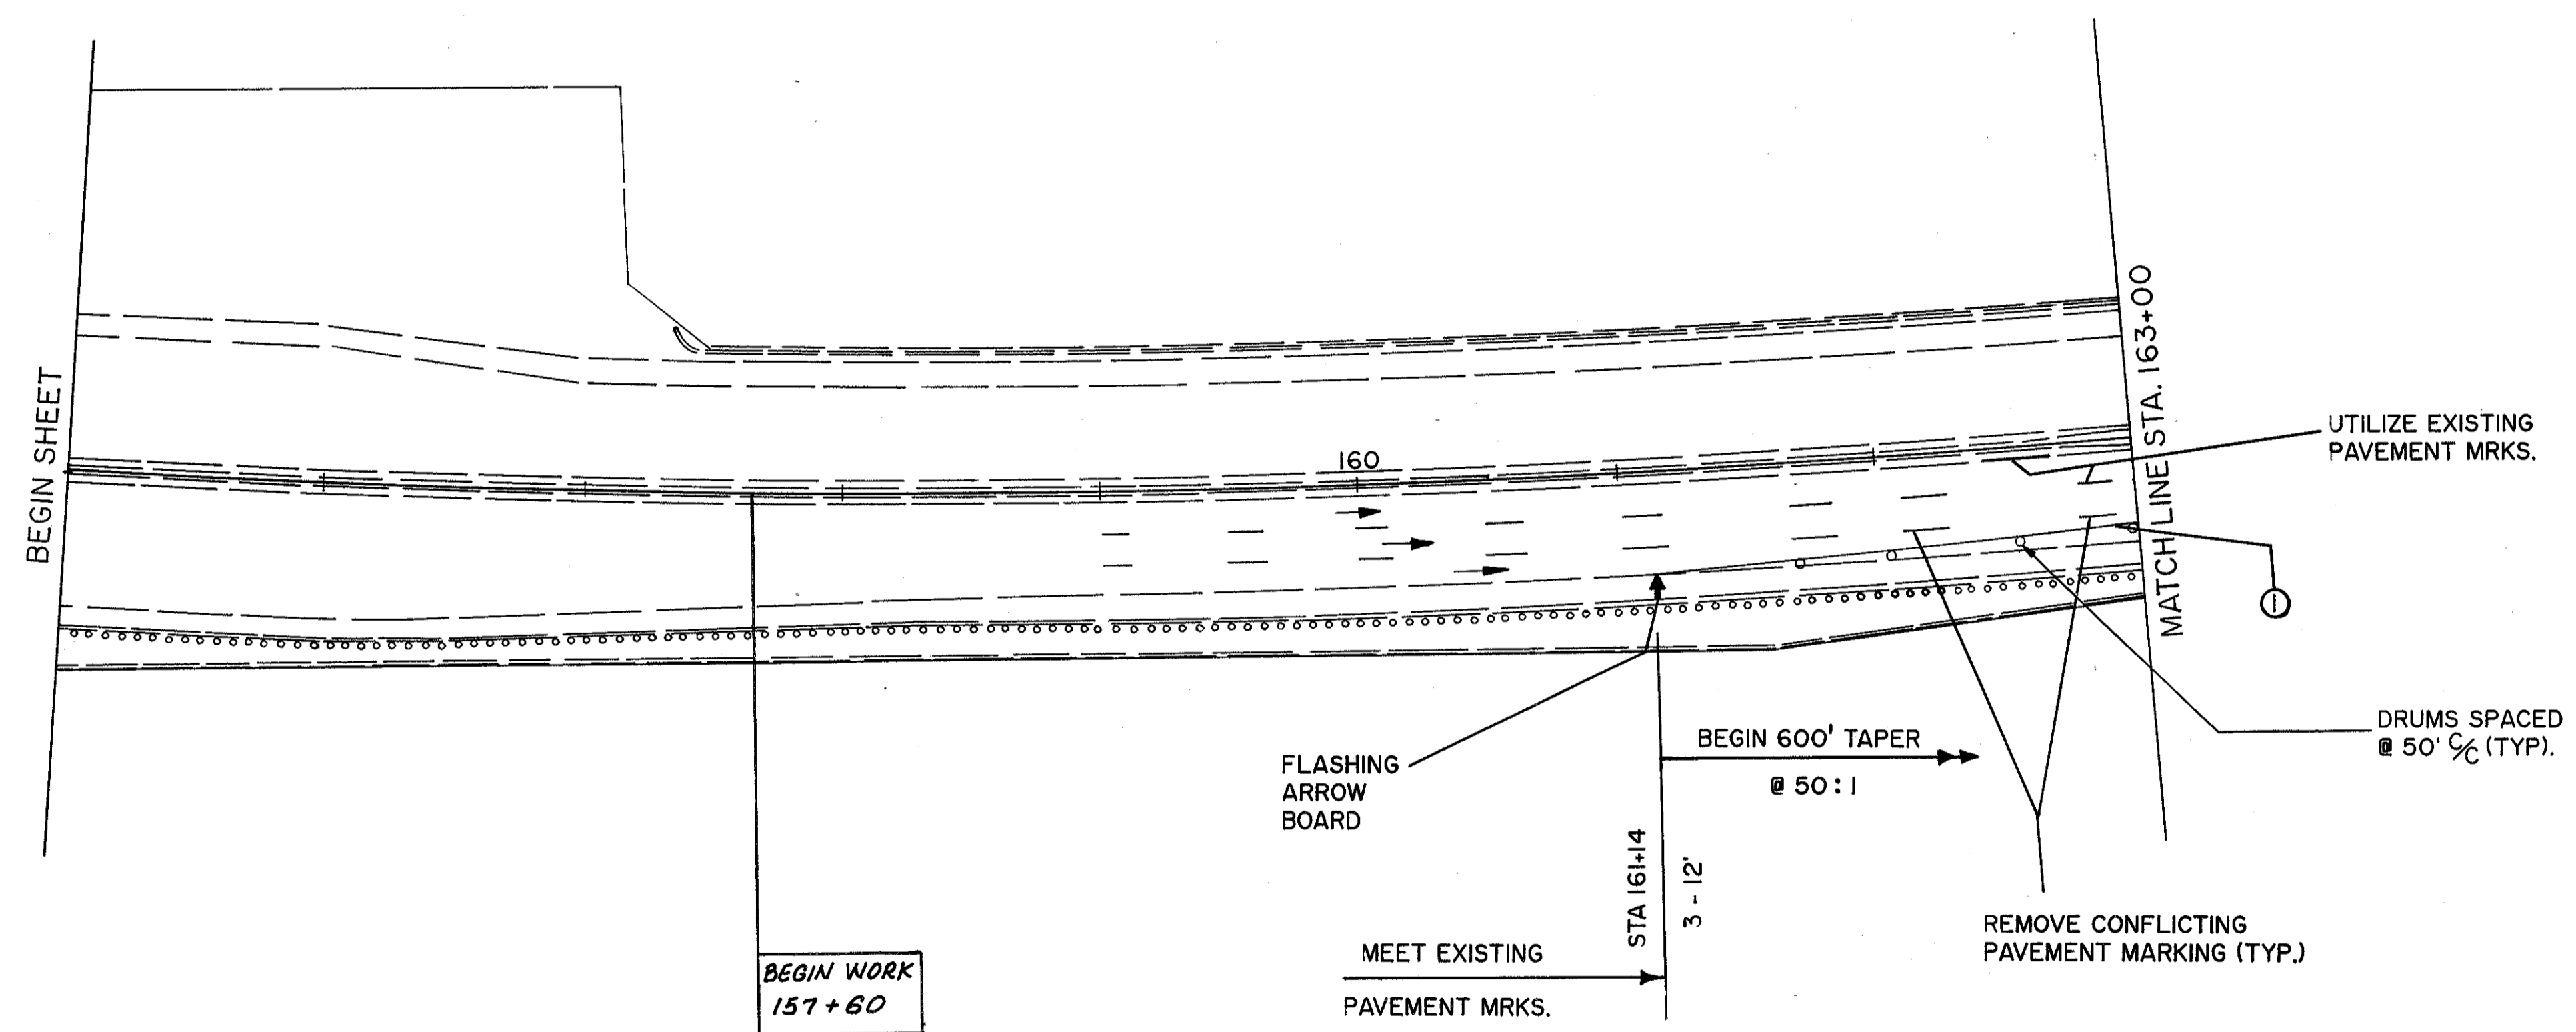 BEGIN SHEET
160
MATCH LINE STA. 163+00
UTILIZE EXISTING
PAVEMENT MRKS.
1
DRUMS SPACED
@ 50' C/C (TYP).
FLASHING
ARROW
BOARD
BEGIN 600' TAPER
@ 50:1
STA 161+14
3 - 12'
REMOVE CONFLICTING
PAVEMENT MARKING (TYP.)
MEET EXISTING
PAVEMENT MRKS.
BEGIN WORK
157+60